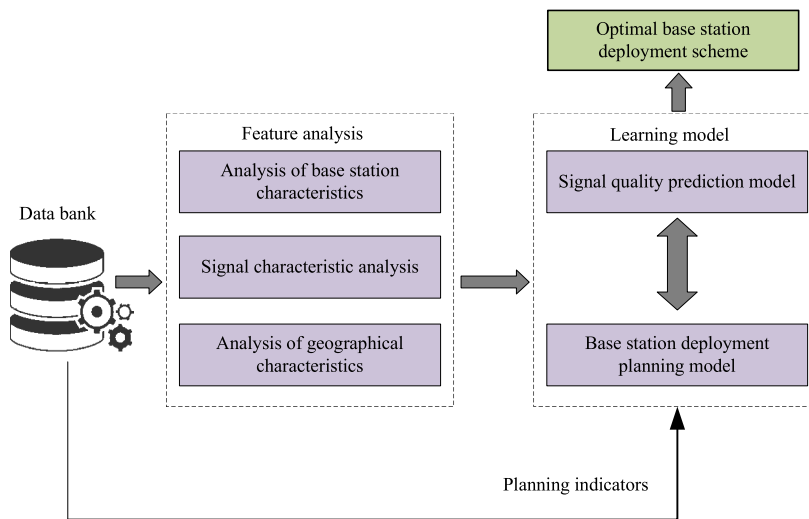 Optimal base station
deployment scheme
Feature analysis
Learning model
Analysis of base station
characteristics
Signal quality prediction model
Data bank
Signal characteristic analysis
Analysis of geographical
characteristics
Base station deployment
planning model
Planning indicators